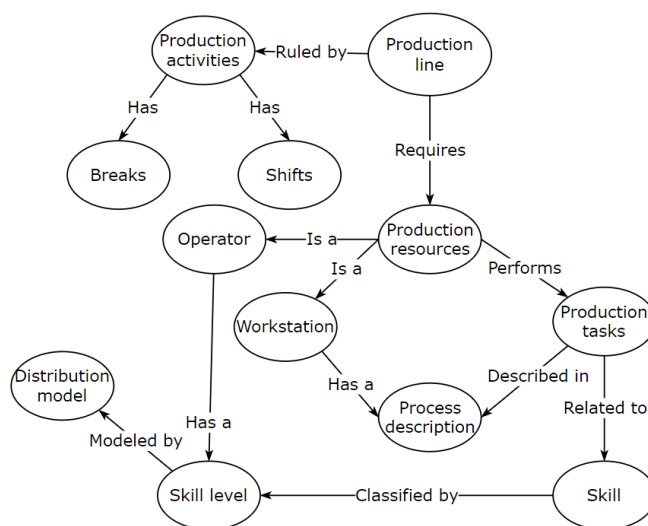 Production
activities
Ruled by
Production
line
Has
Has
Requires
Breaks
Shifts
Operator
Is a
Production
resources
Is a
Performs
Workstation
Production
tasks
Distribution
model
Has a
Described in
Has a
Process
description
Related to
Modeled by
Skill level
Classified by
Skill